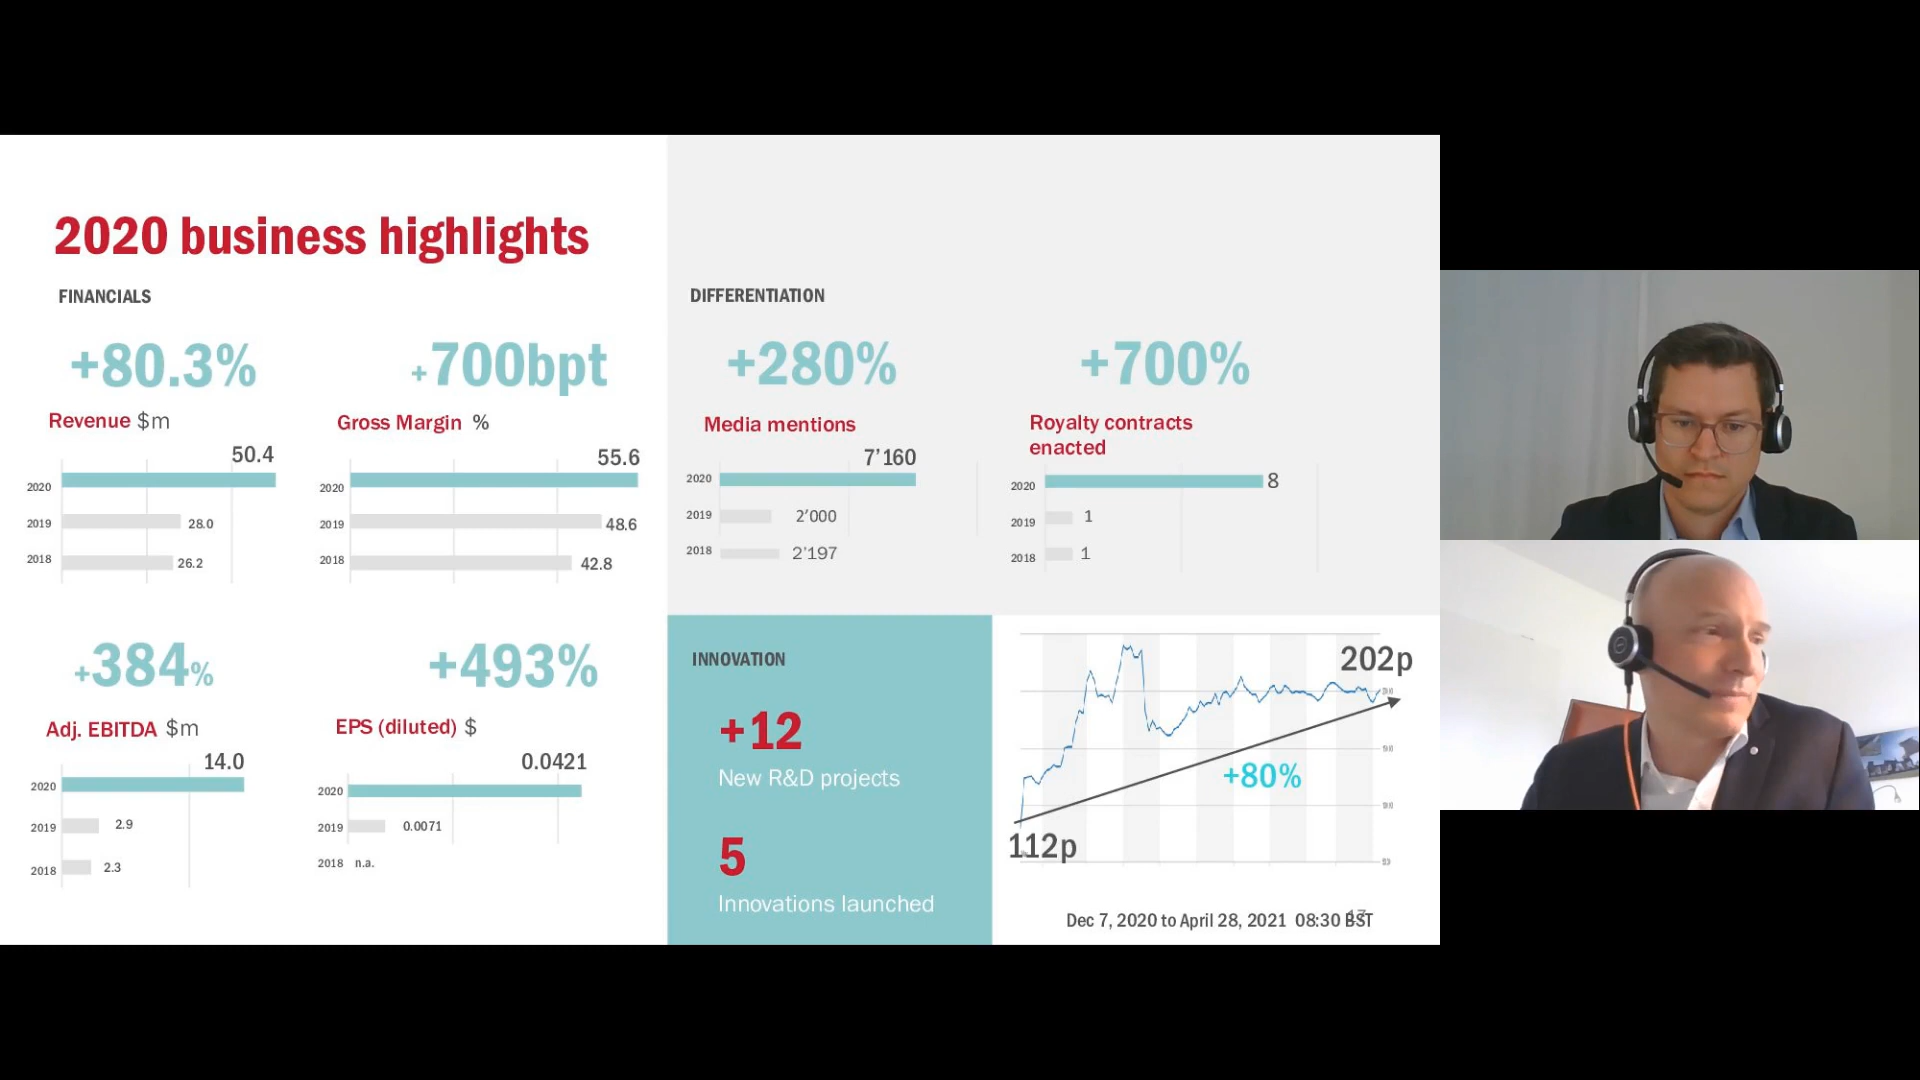 2020 business highlights
FINANCIALS
+80.3%
Revenue $m
50.4
2020
2019
28.0
2018
26.2
+700bpt
Gross Margin %
55.6
2020
2019
48.6
2018
42.8
+384%
Adj. EBITDA $m
14.0
2020
2019
2.9
2018
2.3
+493%
EPS (diluted) $
0.0421
2020
2019
0.0071
2018 n.a.
DIFFERENTIATION
+280%
Media mentions
7’160
2020
2019
2’000
2018
2’197
+700%
Royalty contracts
enacted
2020
8
2019
1
2018
1
INNOVATION
+12
New R&D projects
5
Innovations launched
202p
+80%
112p
Dec 7, 2020 to April 28, 2021 08:30 BST